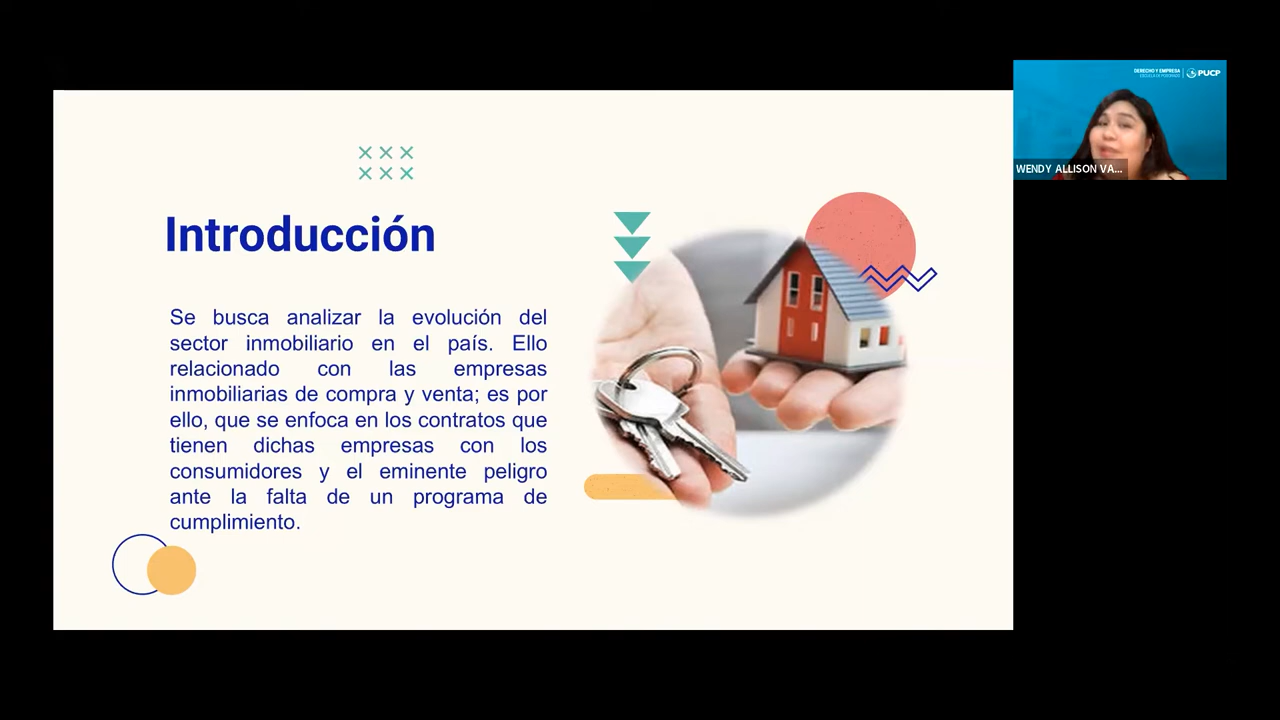 DERECHO Y EMPRESA
ESCUELA DE POSGRADO
PUCP
WENDY ALLISON VA...
Introducción
Se busca analizar la evolución del
sector inmobiliario en el país. Ello
relacionado con las empresas
inmobiliarias de compra y venta; es por
ello, que se enfoca en los contratos que
tienen dichas empresas con los
consumidores y el eminente peligro
ante la falta de un programa de
cumplimiento.